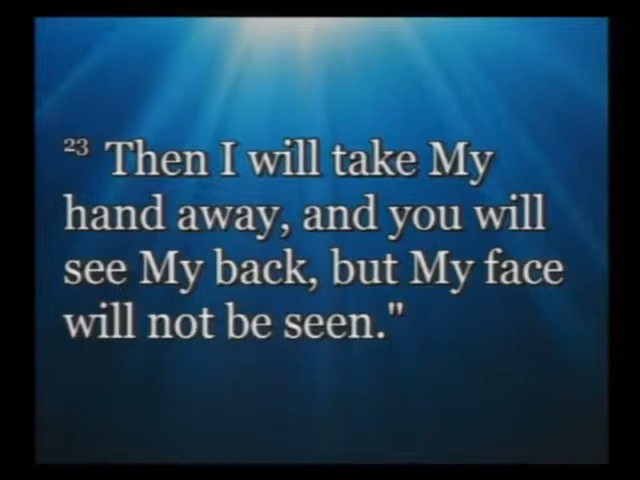 23 Then I will take My
hand away, and you will
see My back, but My face
will not be seen."